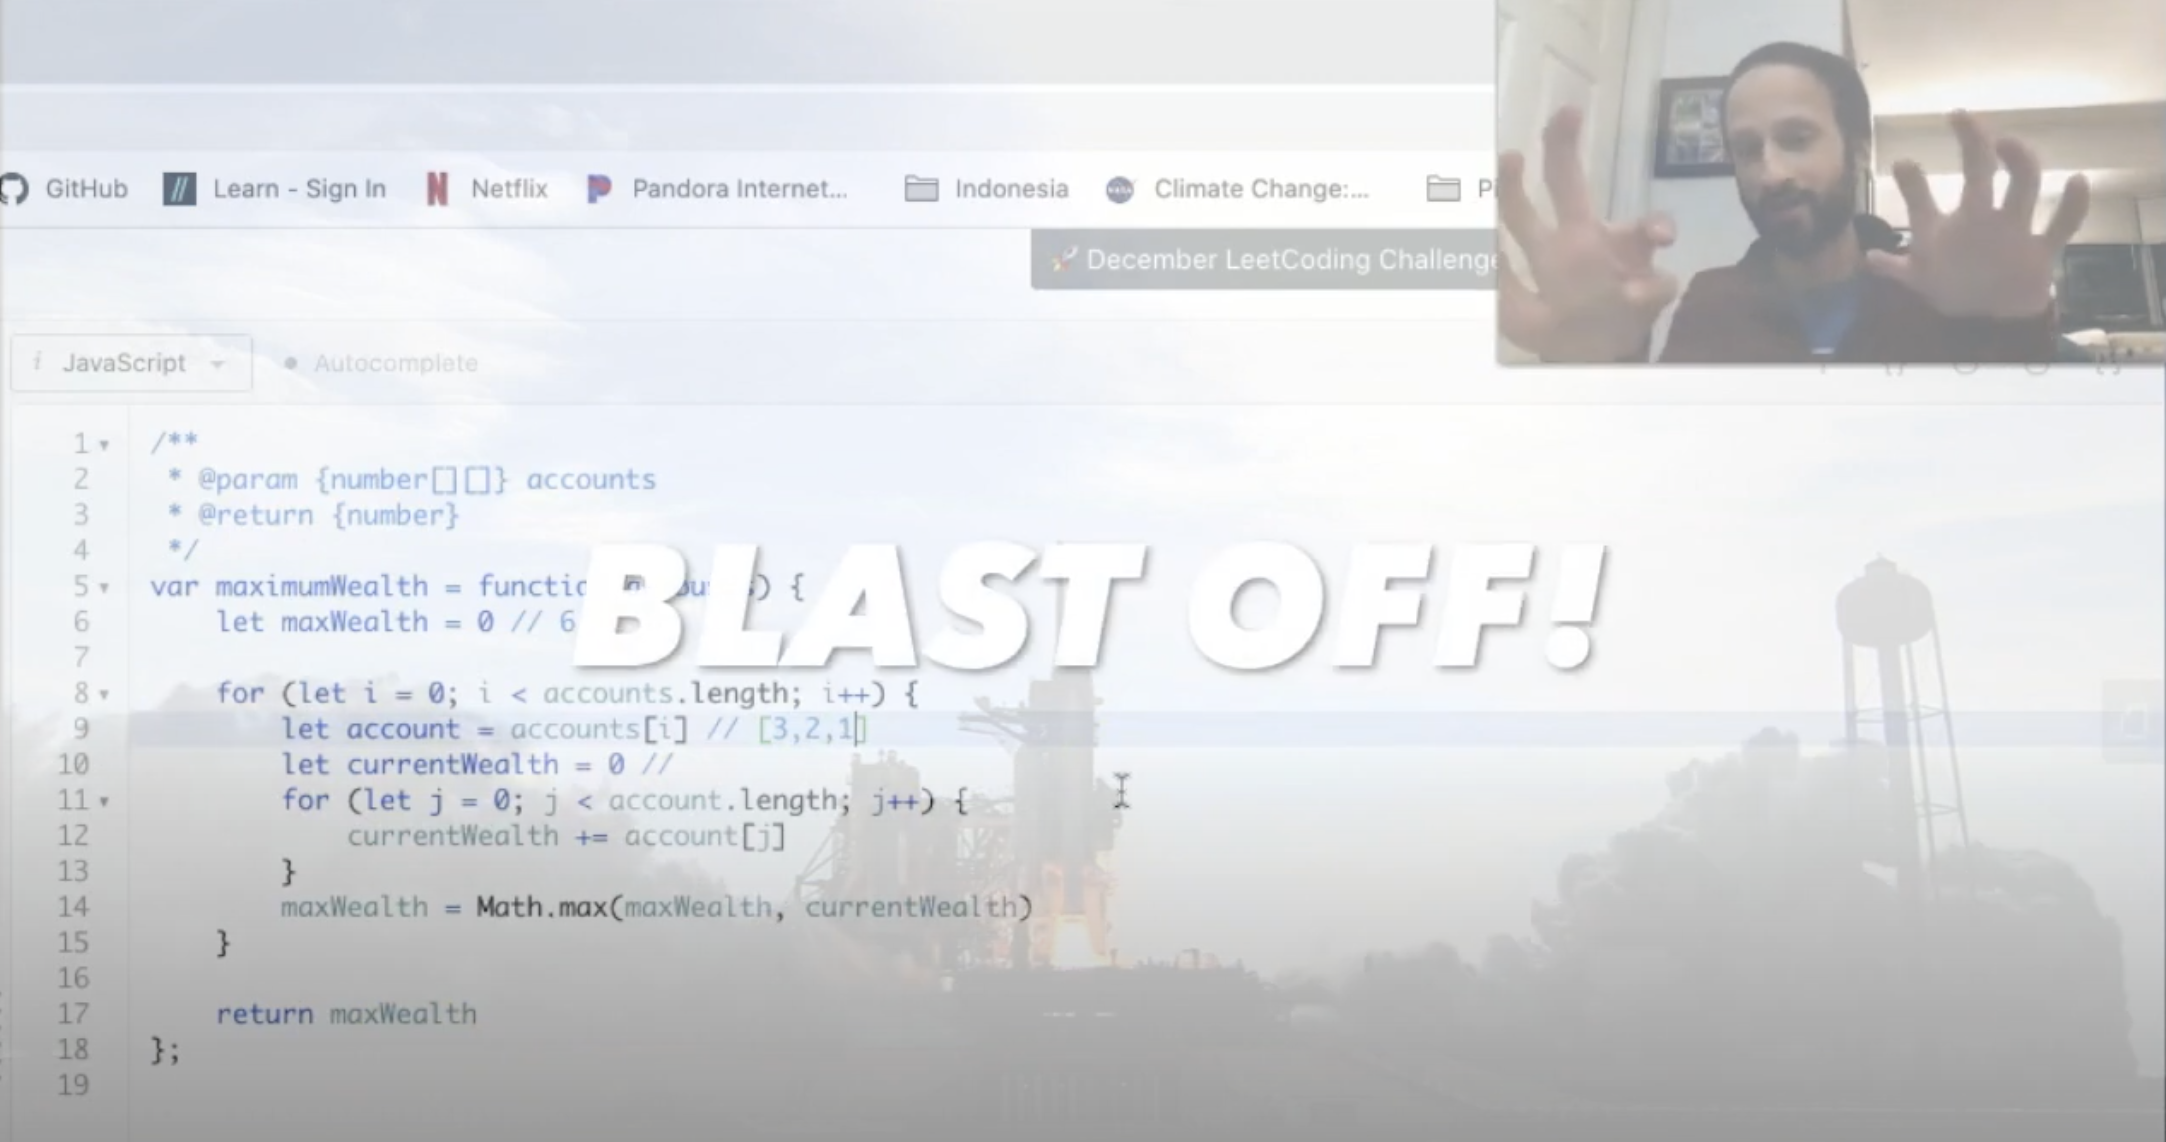 GitHub Learn - Sign In Netflix Pandora Internet... Indonesia Climate Change:...
🚀 December LeetCoding Challenge
i JavaScript Autocomplete
1 /**
2 * @param {number[][]} accounts
3 * @return {number}
4 */
5 var maximumWealth = functio ) {
6 let maxWealth = 0 // 6
BLAST OFF!
7
8 for (let i = 0; i < accounts.length; i++) {
9 let account = accounts[i] // [3,2,1]
10 let currentWealth = 0 //
11 for (let j = 0; j < account.length; j++) {
12 currentWealth += account[j]
13 }
14 maxWealth = Math.max(maxWealth, currentWealth)
15 }
16
17 return maxWealth
18 };
19